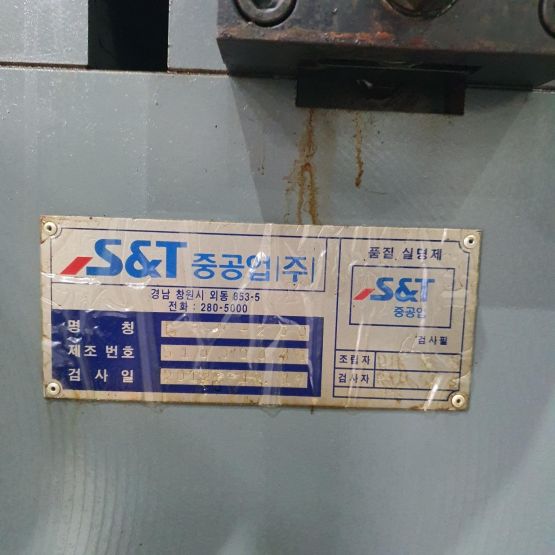 S&T 중공업(주)
경남 창원시 외동 853-5
전화 : 280-5000
명 칭
제조번호
검사일
품질 실명제
S&T
중공업
검사필
조립자
검사자